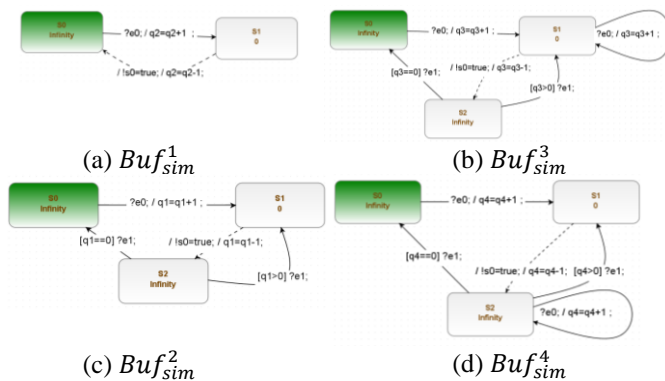 S0
Infinity
?e0; / q2=q2+1 ;
S1
0
/ !s0=true; / q2=q2-1;
(a) Buf¹sim
S0
Infinity
?e0; / q3=q3+1 ;
S1
0
?e0; / q3=q3+1 ;
/ !s0=true; / q3=q3-1;
[q3==0] ?e1;
[q3>0] ?e1;
S2
Infinity
(b) Buf³sim
S0
Infinity
?e0; / q1=q1+1 ;
S1
0
[q1==0] ?e1;
/ !s0=true; / q1=q1-1;
S2
Infinity
[q1>0] ?e1;
(c) Buf²sim
S0
Infinity
?e0; / q4=q4+1 ;
S1
0
[q4==0] ?e1;
/ !s0=true; / q4=q4-1;
[q4>0] ?e1;
S2
Infinity
?e0; / q4=q4+1 ;
(d) Buf⁴sim